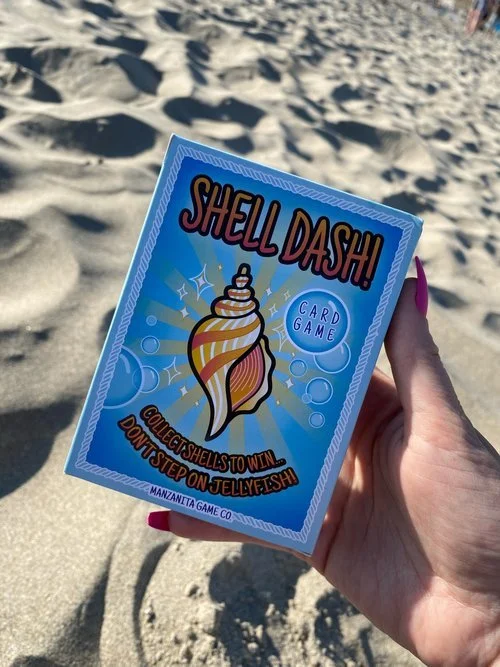 SHELL DASH!
CARD
GAME
COLLECT SHELLS TO WIN...
DON'T STEP ON JELLYFISH!
MANZANITA GAME CO.